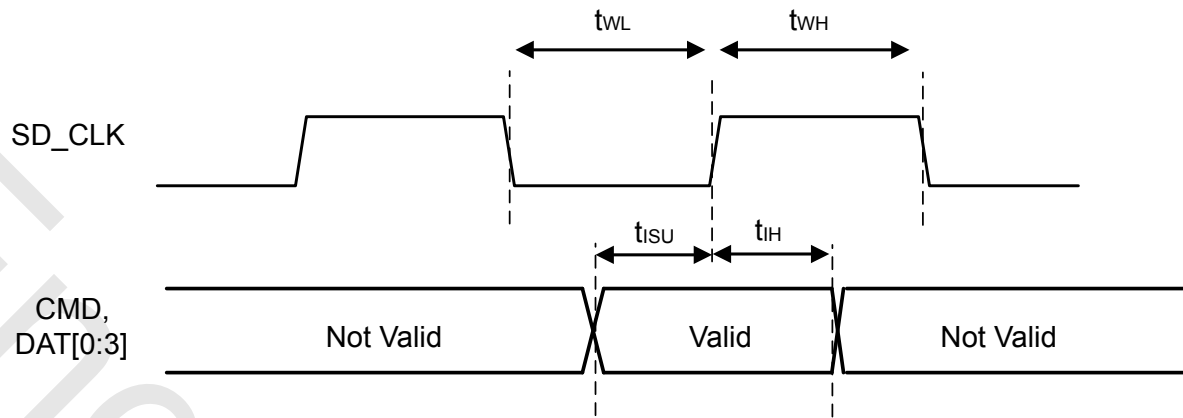 tWL tWH
SD_CLK
tISU tIH
CMD,
DAT[0:3]
Not Valid Valid Not Valid